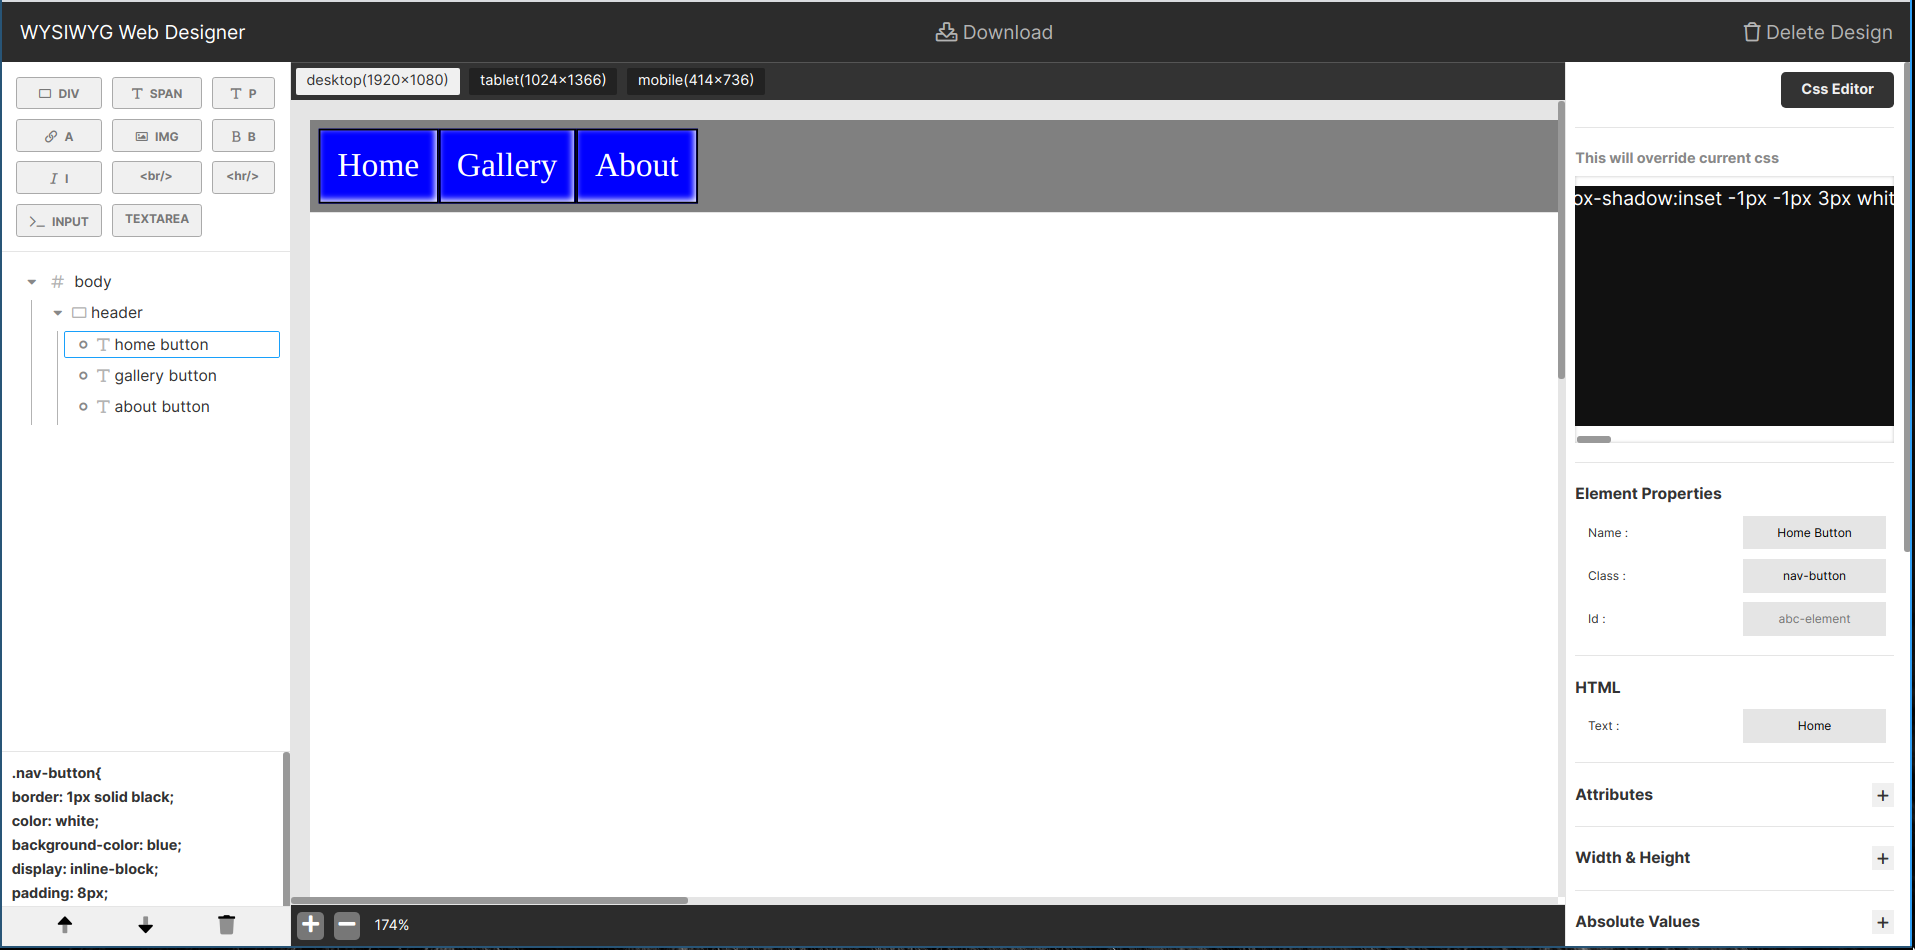 WYSIWYG Web Designer
Download
Delete Design
DIV
SPAN
P
A
IMG
B B
I I
<br/>
<hr/>
INPUT
TEXTAREA
desktop(1920×1080)
tablet(1024×1366)
mobile(414×736)
# body
header
home button
gallery button
about button
.nav-button{
border: 1px solid black;
color: white;
background-color: blue;
display: inline-block;
padding: 8px;
Home
Gallery
About
174%
Css Editor
This will override current css
ox-shadow:inset -1px -1px 3px whit
Element Properties
Name : Home Button
Class : nav-button
Id : abc-element
HTML
Text : Home
Attributes +
Width & Height +
Absolute Values +